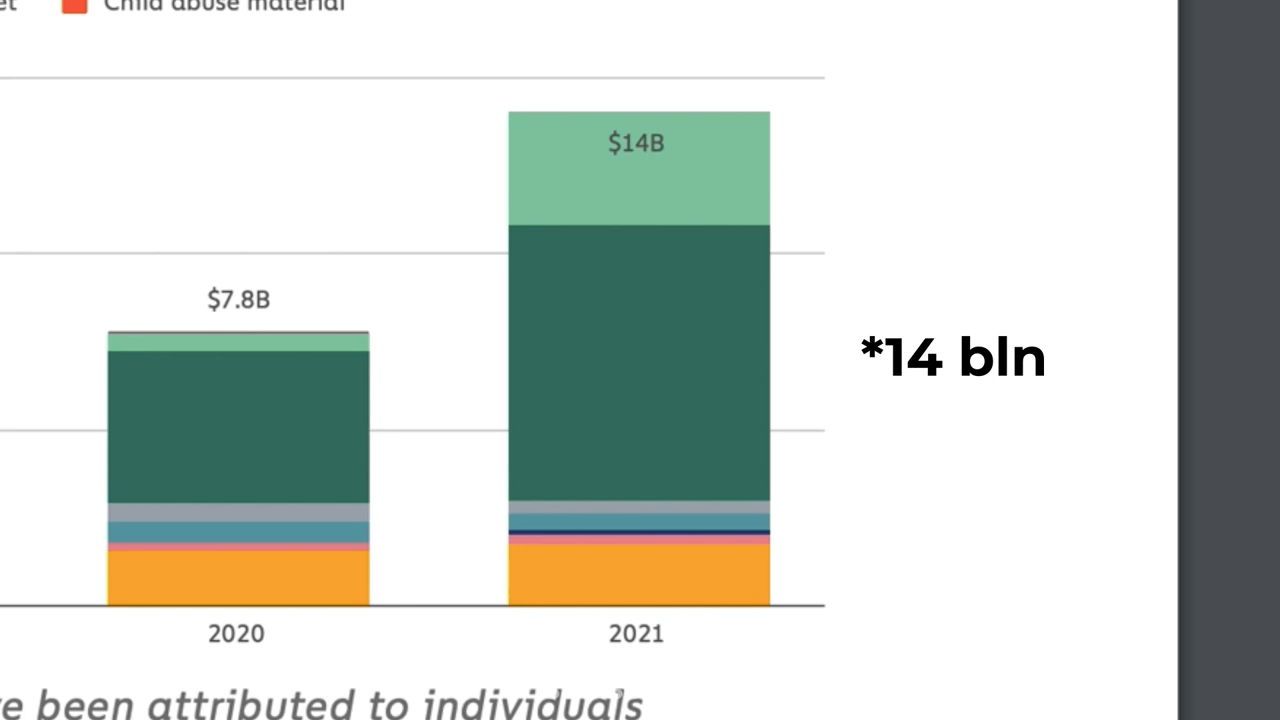 Child abuse material
$14B
$7.8B
*14 bln
2020 2021
been attributed to individuals